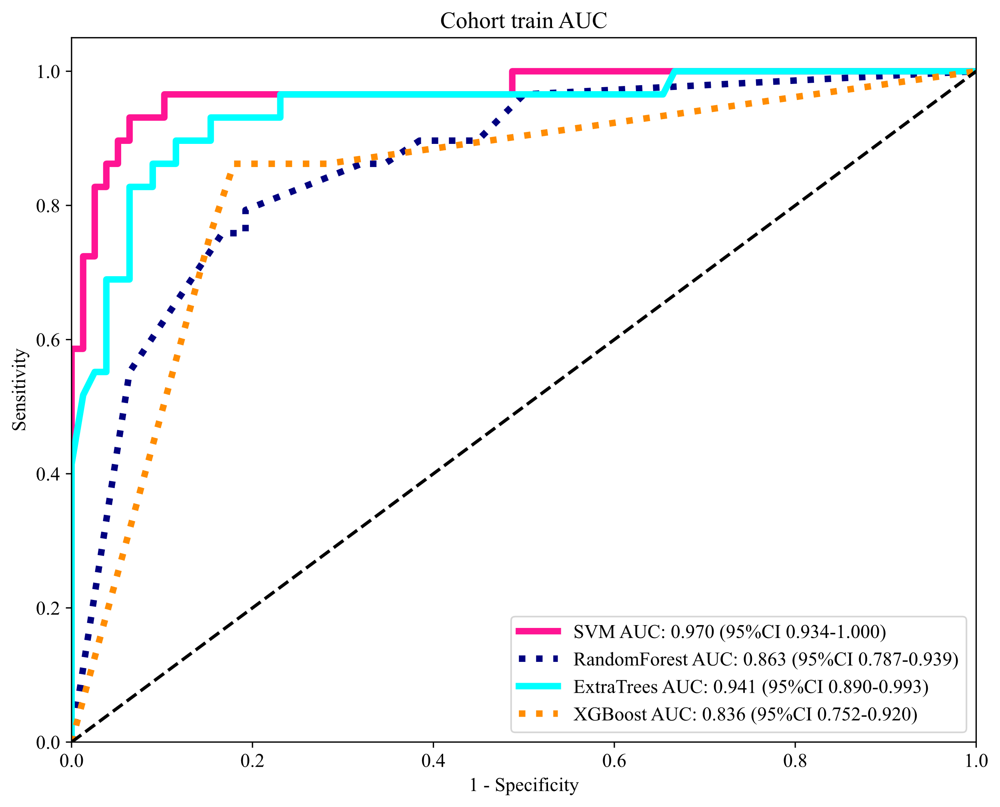 Cohort train AUC
Sensitivity
1.0
0.8
0.6
0.4
0.2
0.0
0.0 0.2 0.4 0.6 0.8 1.0
1 - Specificity
SVM AUC: 0.970 (95%CI 0.934-1.000)
RandomForest AUC: 0.863 (95%CI 0.787-0.939)
ExtraTrees AUC: 0.941 (95%CI 0.890-0.993)
XGBoost AUC: 0.836 (95%CI 0.752-0.920)